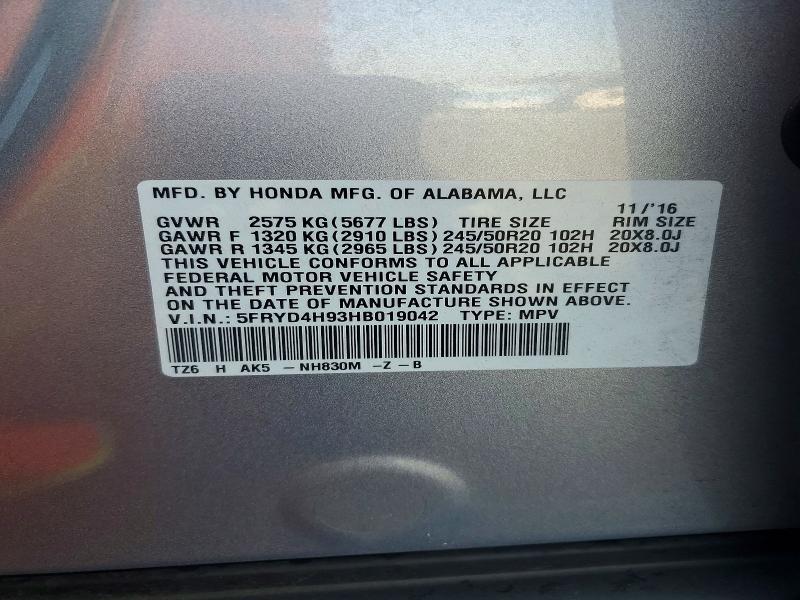 MFD. BY HONDA MFG. OF ALABAMA, LLC
11/'16
GVWR 2575 KG(5677 LBS) TIRE SIZE RIM SIZE
GAWR F 1320 KG(2910 LBS) 245/50R20 102H 20X8.0J
GAWR R 1345 KG(2965 LBS) 245/50R20 102H 20X8.0J
THIS VEHICLE CONFORMS TO ALL APPLICABLE
FEDERAL MOTOR VEHICLE SAFETY
AND THEFT PREVENTION STANDARDS IN EFFECT
ON THE DATE OF MANUFACTURE SHOWN ABOVE.
V.I.N.: 5FRYD4H93HB019042 TYPE: MPV
TZ6 H AK5 -NH830M -Z -B